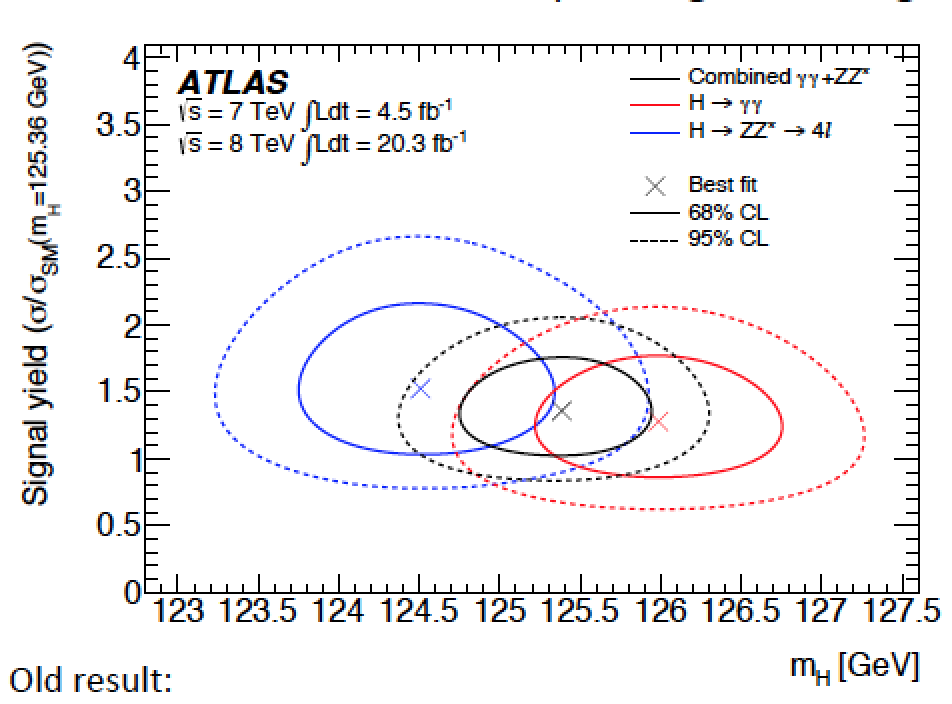 ATLAS
√s = 7 TeV ∫Ldt = 4.5 fb⁻¹
√s = 8 TeV ∫Ldt = 20.3 fb⁻¹
Combined γγ+ZZ*
H → γγ
H → ZZ* → 4l
Best fit
68% CL
95% CL
Signal yield (σ/σ_SM(m_H=125.36 GeV))
4
3.5
3
2.5
2
1.5
1
0.5
0
123 123.5 124 124.5 125 125.5 126 126.5 127 127.5
m_H [GeV]
Old result: